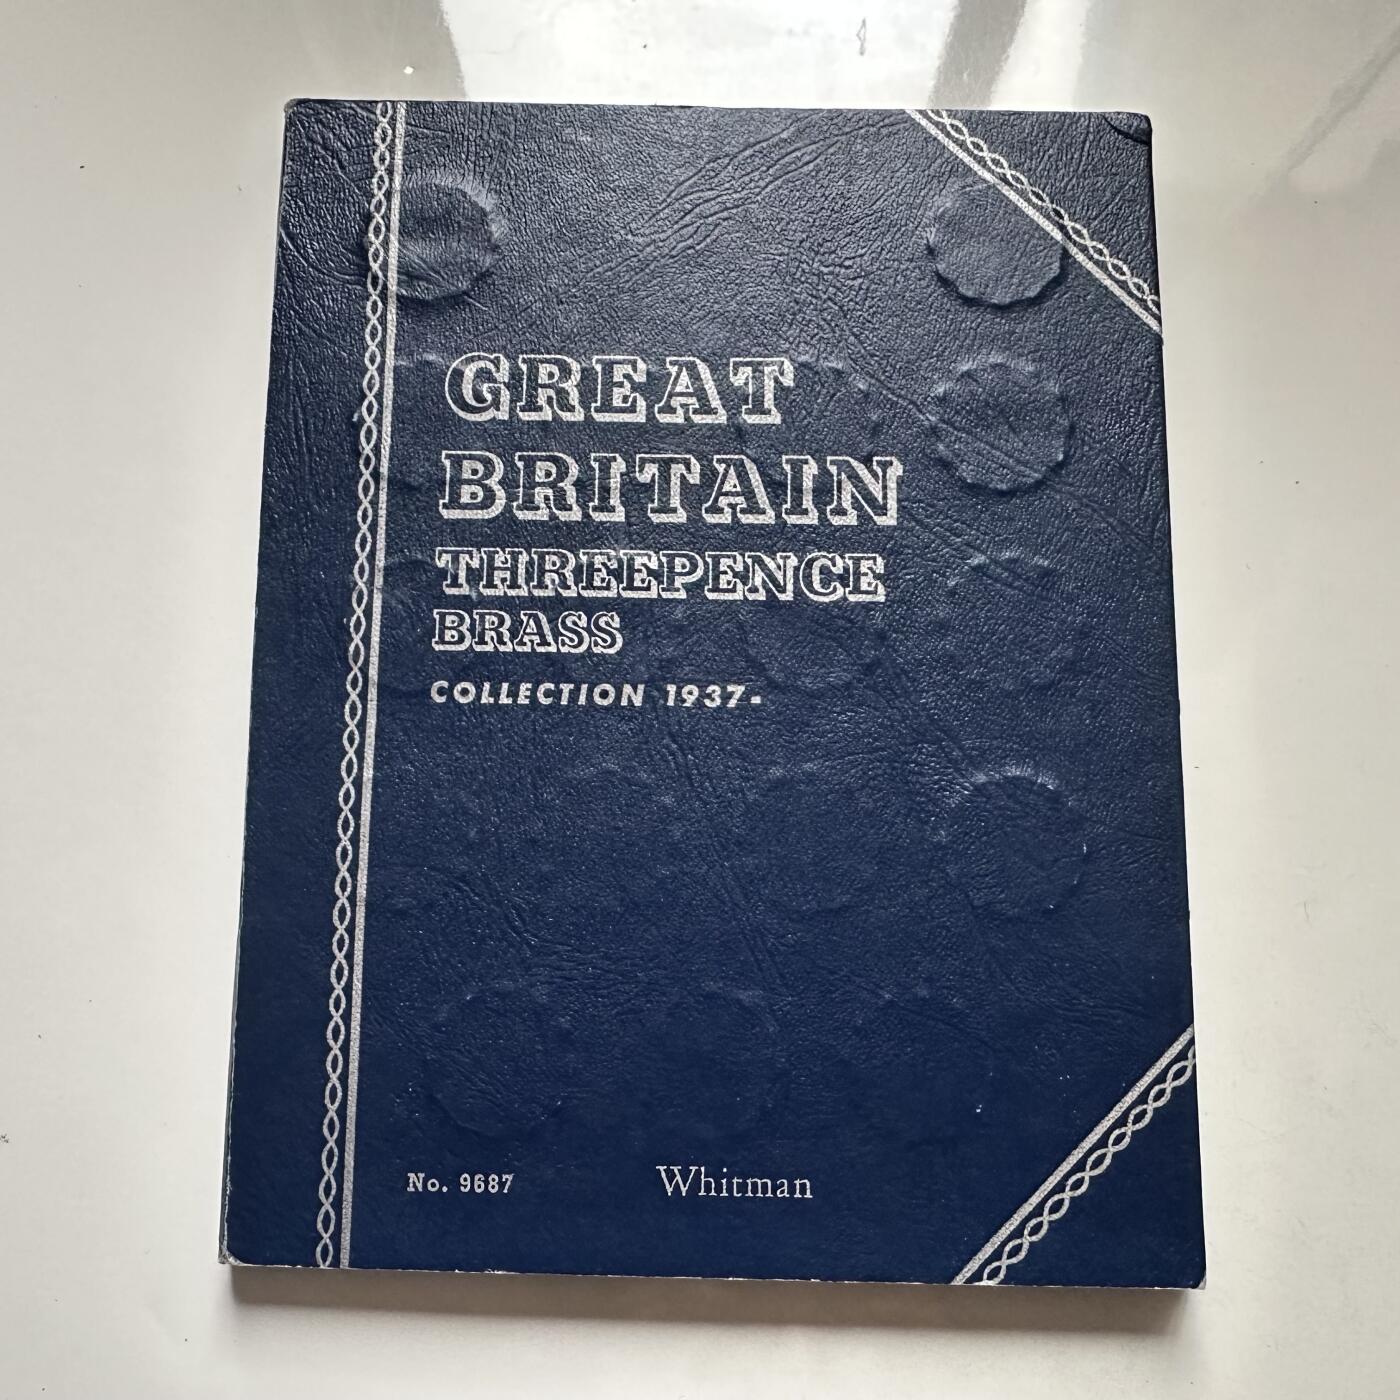 GREAT
BRITAIN
THREEPENCE
BRASS
COLLECTION 1937-
No. 9687
Whitman